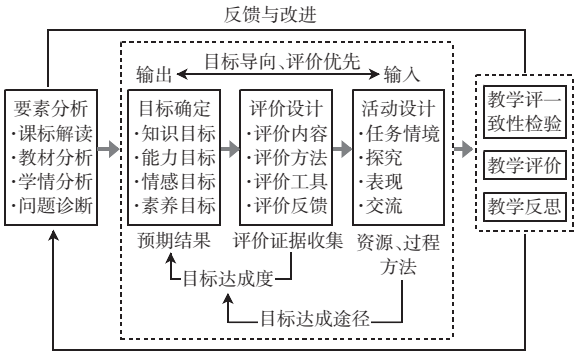 反馈与改进
目标导向、评价优先
输出
输入
要素分析
·课标解读
·教材分析
·学情分析
·问题诊断
目标确定
·知识目标
·能力目标
·情感目标
·素养目标
评价设计
·评价内容
·评价方法
·评价工具
·评价反馈
活动设计
·任务情境
·探究
·表现
·交流
教学评一
致性检验
教学评价
教学反思
预期结果
评价证据收集
资源、过程
方法
目标达成度
目标达成途径